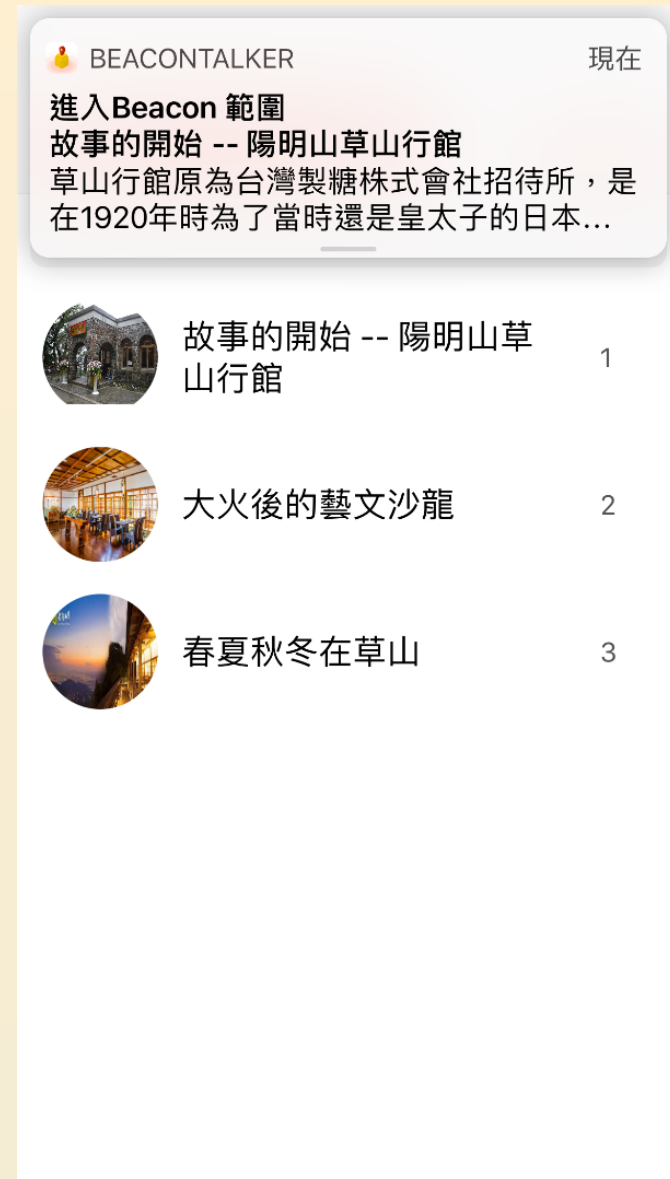 BEACONTALKER 現在
進入Beacon 範圍
故事的開始 -- 陽明山草山行館
草山行館原為台灣製糖株式會社招待所，是
在1920年時為了當時還是皇太子的日本...
故事的開始 -- 陽明山草
山行館
1
大火後的藝文沙龍 2
春夏秋冬在草山 3